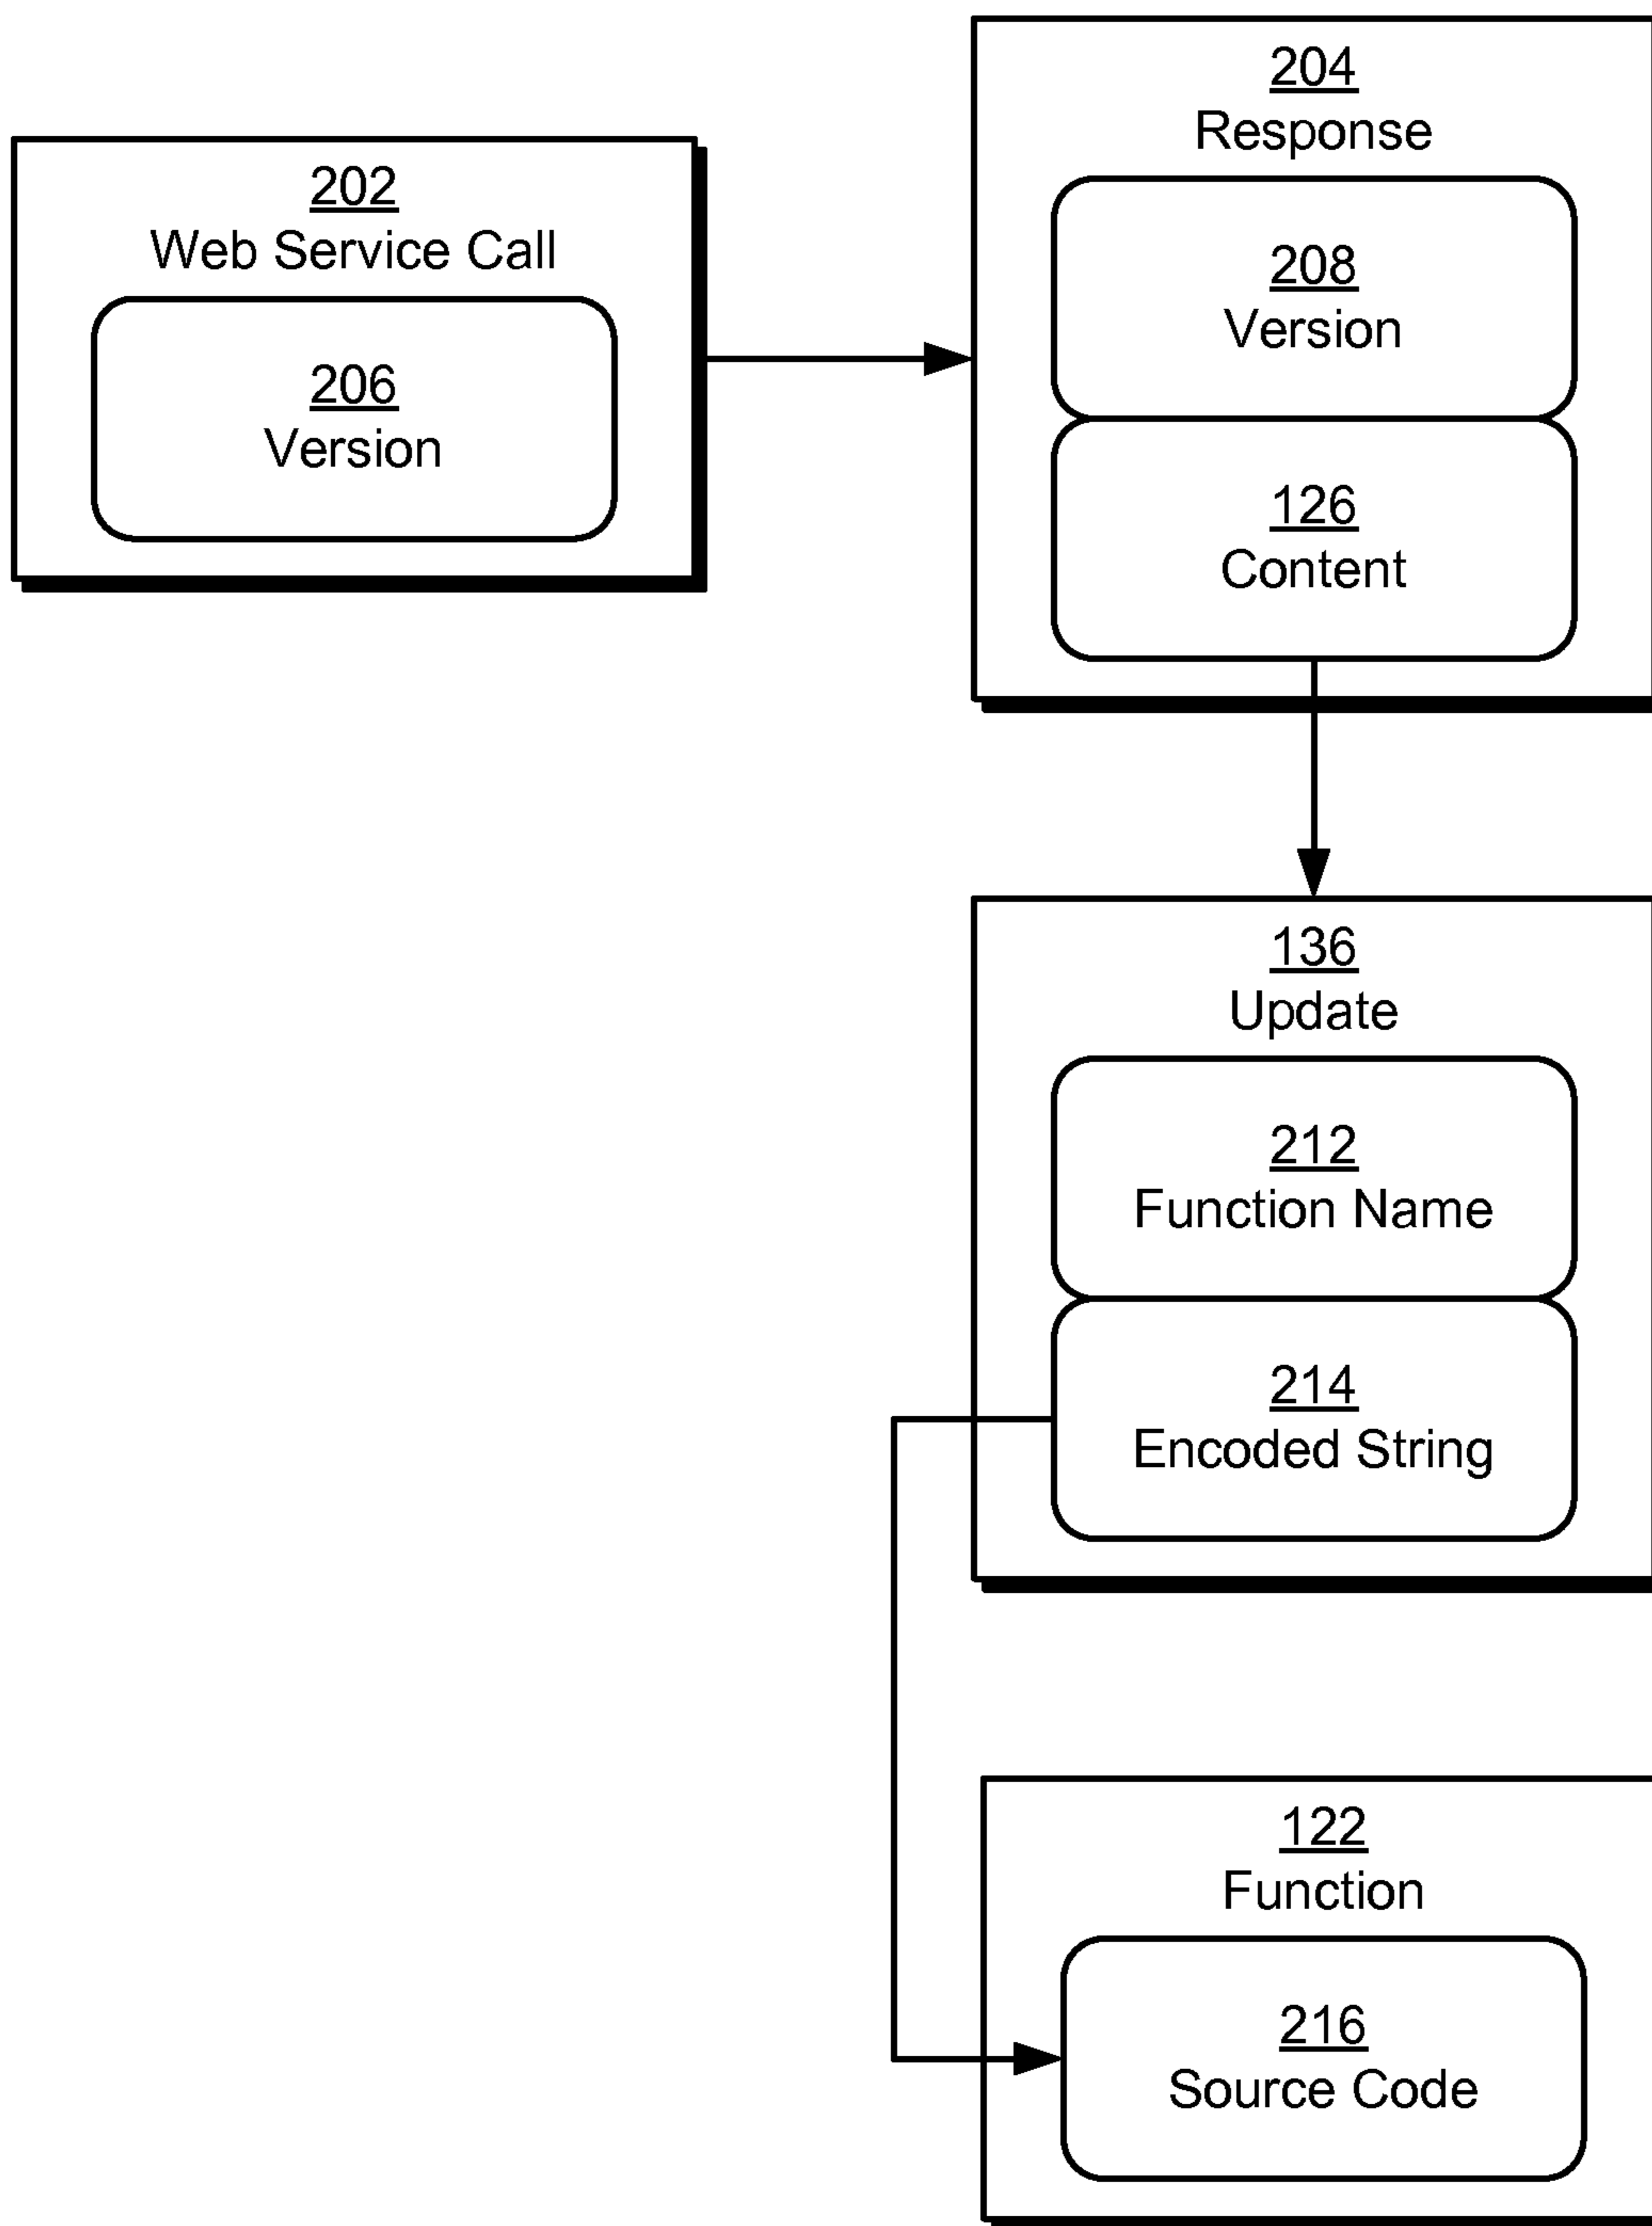 204
Response
202
Web Service Call
208
Version
206
Version
126
Content
136
Update
212
Function Name
214
Encoded String
122
Function
216
Source Code